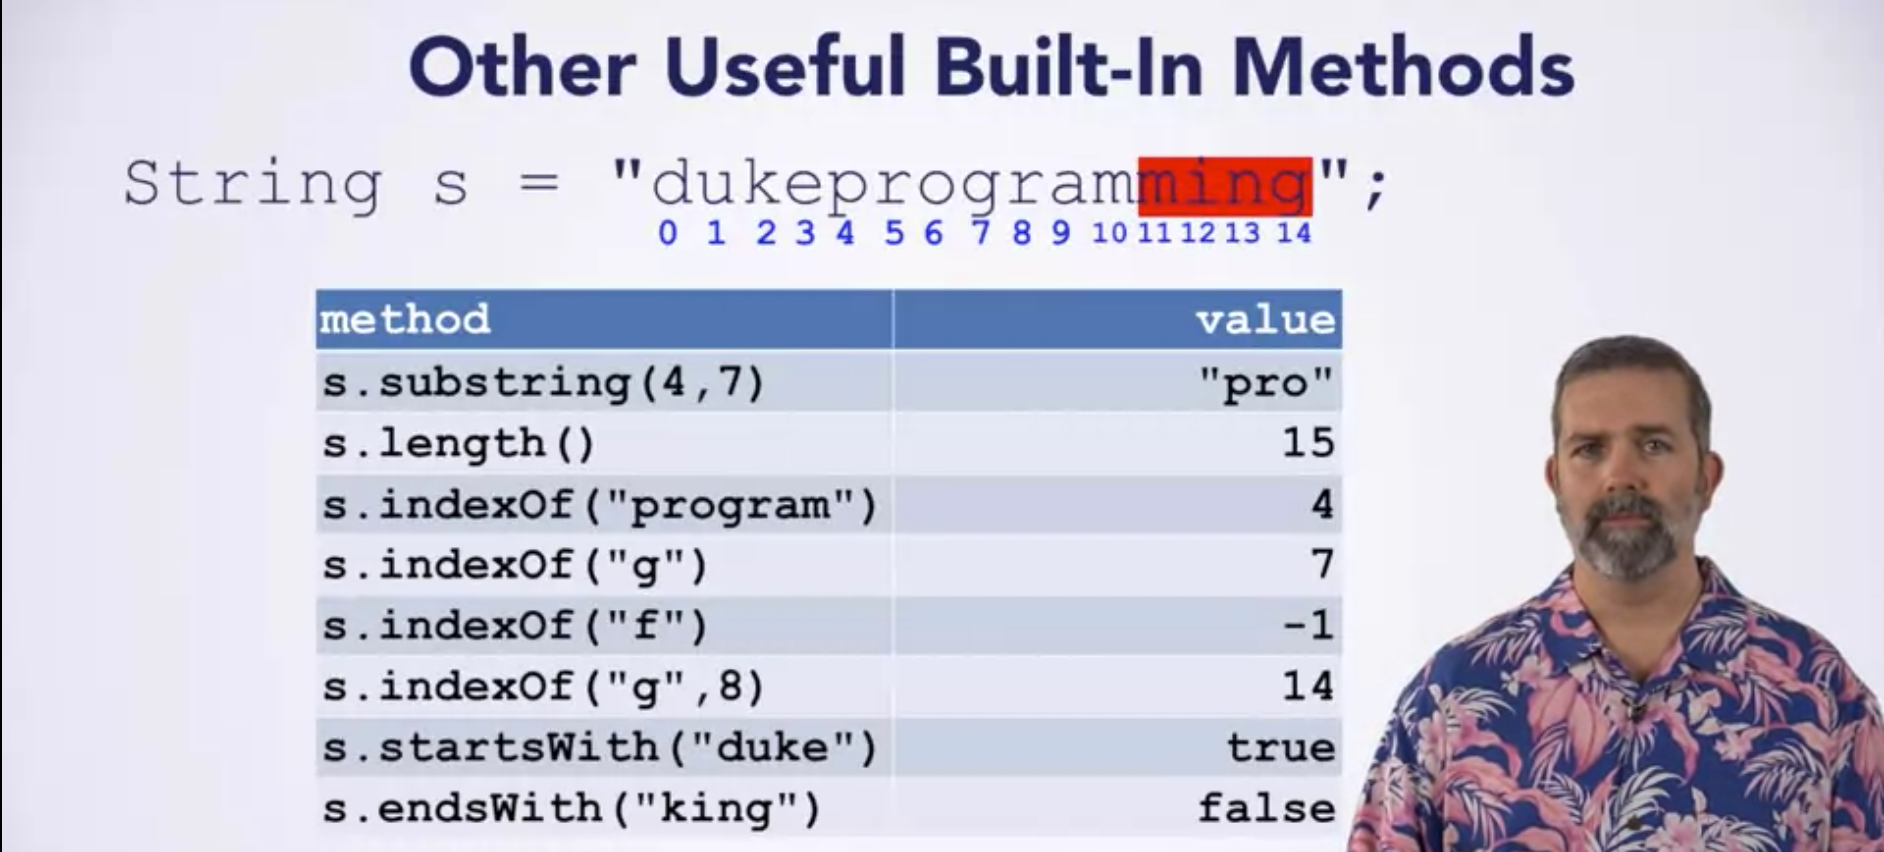 Other Useful Built-In Methods
String s = "dukeprogramming";
0 1 2 3 4 5 6 7 8 9 10 11 12 13 14
method value
s.substring(4,7) "pro"
s.length() 15
s.indexOf("program") 4
s.indexOf("g") 7
s.indexOf("f") -1
s.indexOf("g",8) 14
s.startsWith("duke") true
s.endsWith("king") false